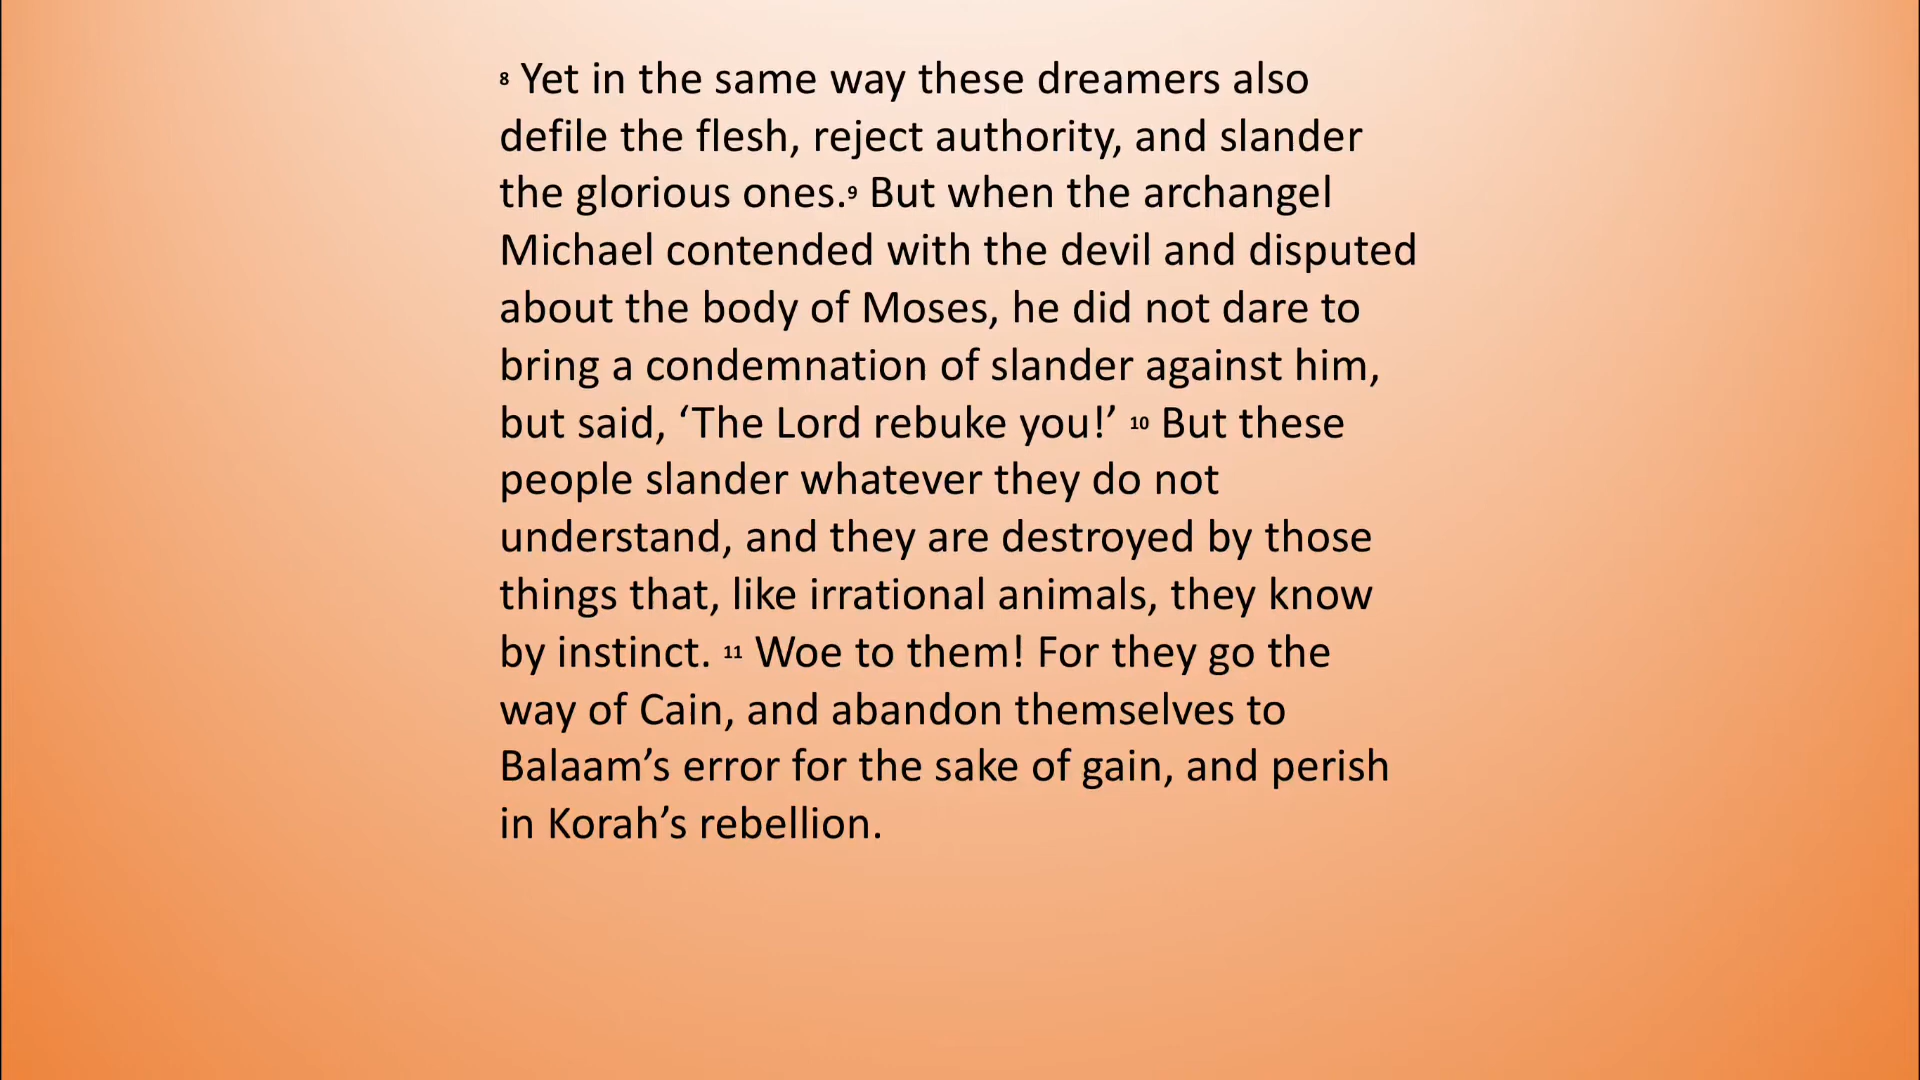 8 Yet in the same way these dreamers also
defile the flesh, reject authority, and slander
the glorious ones.9 But when the archangel
Michael contended with the devil and disputed
about the body of Moses, he did not dare to
bring a condemnation of slander against him,
but said, ‘The Lord rebuke you!’ 10 But these
people slander whatever they do not
understand, and they are destroyed by those
things that, like irrational animals, they know
by instinct. 11 Woe to them! For they go the
way of Cain, and abandon themselves to
Balaam’s error for the sake of gain, and perish
in Korah’s rebellion.